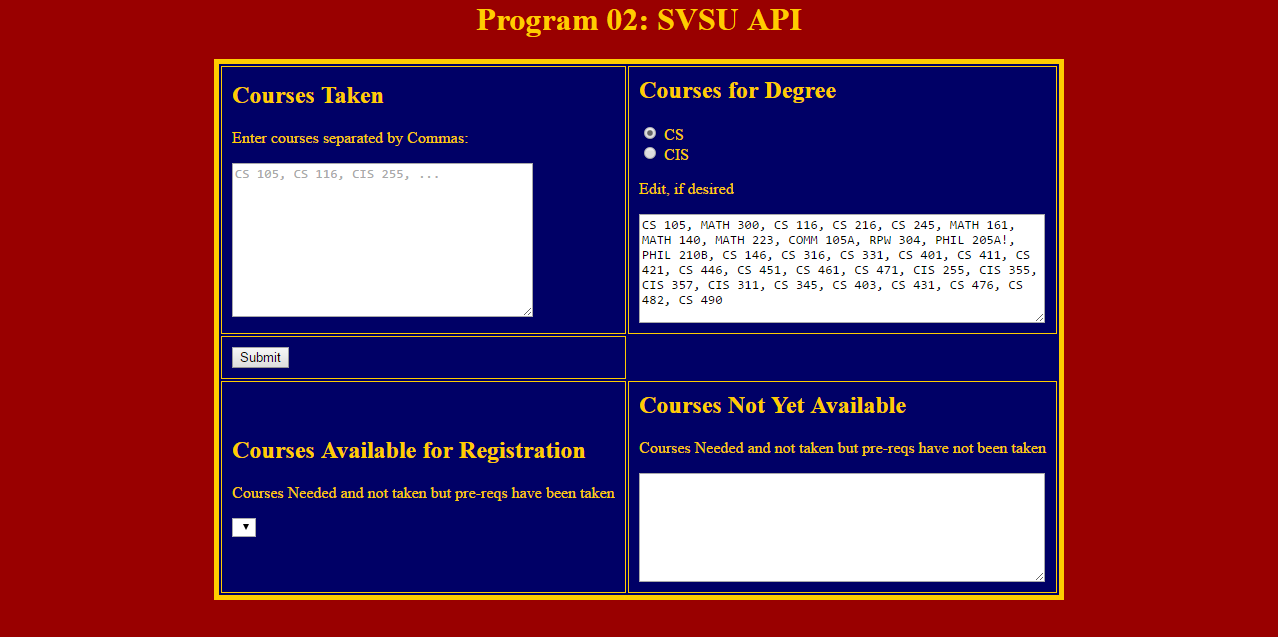 Program 02: SVSU API
Courses Taken
Enter courses separated by Commas:
CS 105, CS 116, CIS 255, ...
Courses for Degree
CS
CIS
Edit, if desired
CS 105, MATH 300, CS 116, CS 216, CS 245, MATH 161,
MATH 140, MATH 223, COMM 105A, RPW 304, PHIL 205A!,
PHIL 210B, CS 146, CS 316, CS 331, CS 401, CS 411, CS
421, CS 446, CS 451, CS 461, CS 471, CIS 255, CIS 355,
CIS 357, CIS 311, CS 345, CS 403, CS 431, CS 476, CS
482, CS 490
Submit
Courses Available for Registration
Courses Needed and not taken but pre-reqs have been taken
Courses Not Yet Available
Courses Needed and not taken but pre-reqs have not been taken